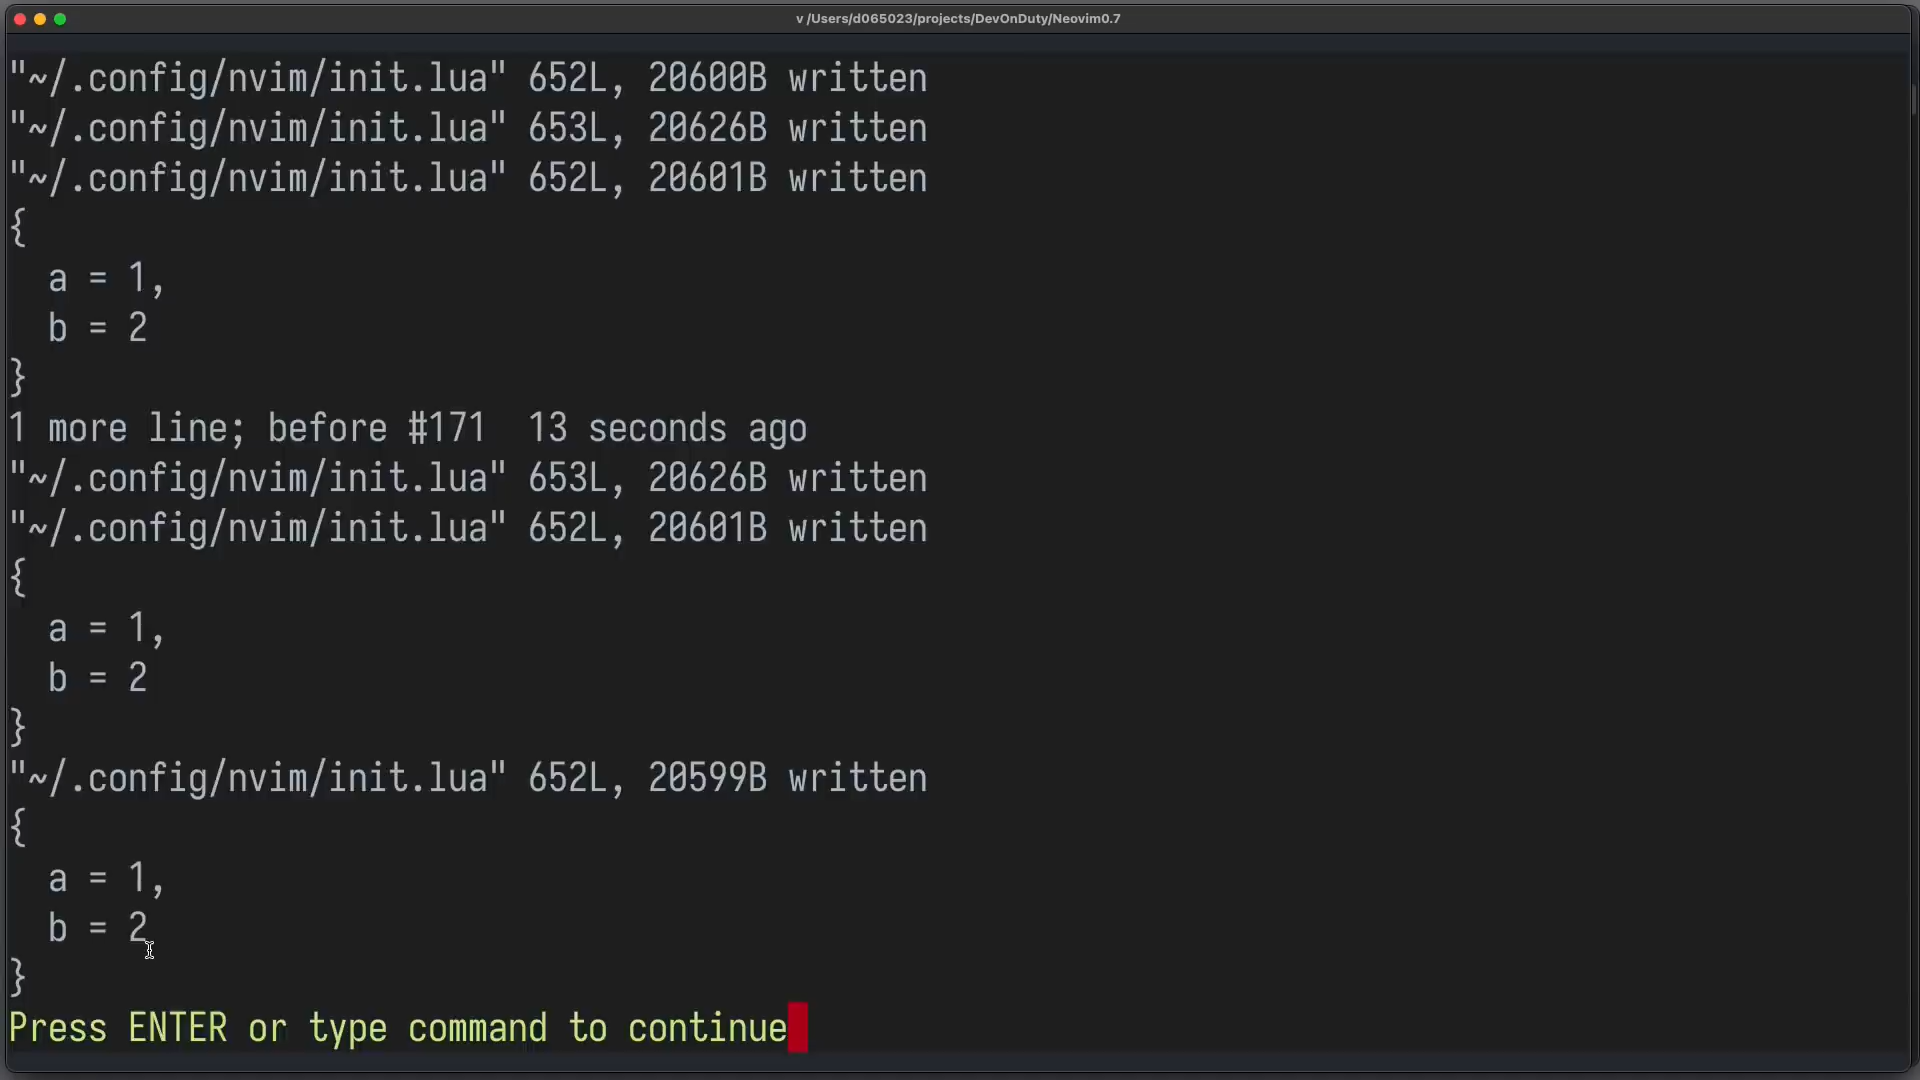 v /Users/d065023/projects/DevOnDuty/Neovim0.7
"~/.config/nvim/init.lua" 652L, 20600B written
"~/.config/nvim/init.lua" 653L, 20626B written
"~/.config/nvim/init.lua" 652L, 20601B written
{
  a = 1,
  b = 2
}
1 more line; before #171  13 seconds ago
"~/.config/nvim/init.lua" 653L, 20626B written
"~/.config/nvim/init.lua" 652L, 20601B written
{
  a = 1,
  b = 2
}
"~/.config/nvim/init.lua" 652L, 20599B written
{
  a = 1,
  b = 2
}
Press ENTER or type command to continue